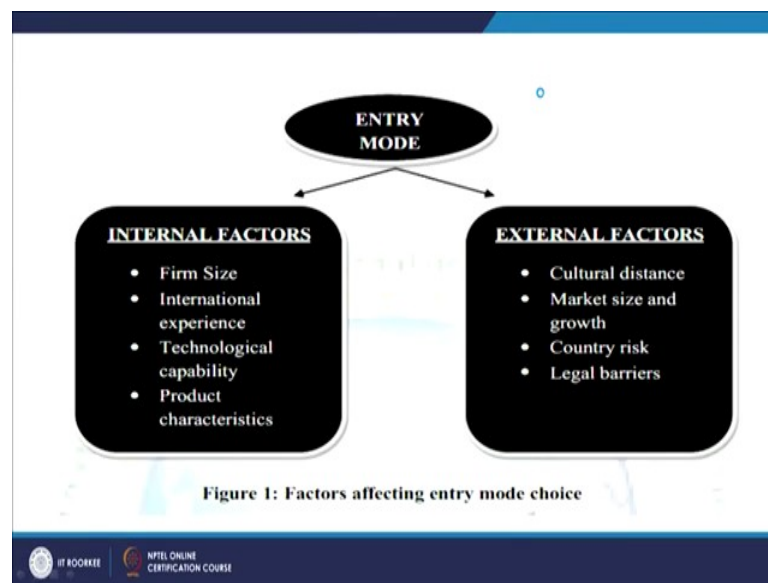 ENTRY
MODE
INTERNAL FACTORS
• Firm Size
• International
experience
• Technological
capability
• Product
characteristics
EXTERNAL FACTORS
• Cultural distance
• Market size and
growth
• Country risk
• Legal barriers
Figure 1: Factors affecting entry mode choice
IIT ROORKEE
NPTEL ONLINE
CERTIFICATION COURSE